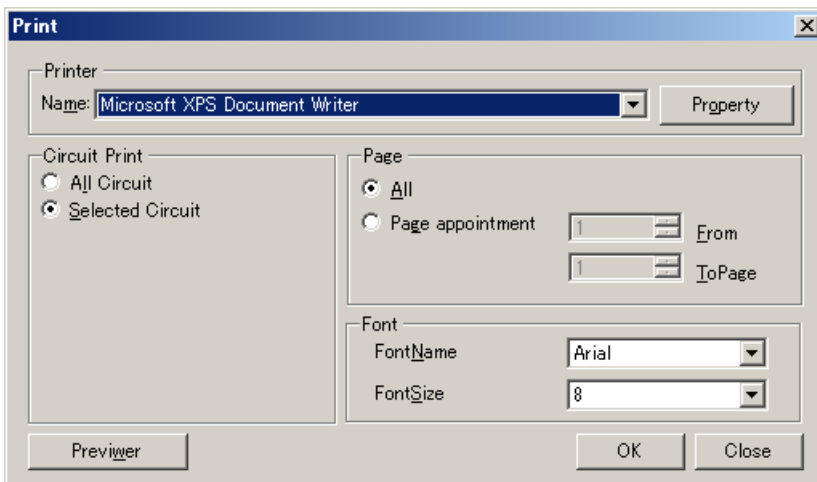 Print
Printer
Name: Microsoft XPS Document Writer
Property
Circuit Print
All Circuit
Selected Circuit
Page
All
Page appointment
1
From
1
ToPage
Font
FontName
Arial
FontSize
8
Previwer
OK
Close